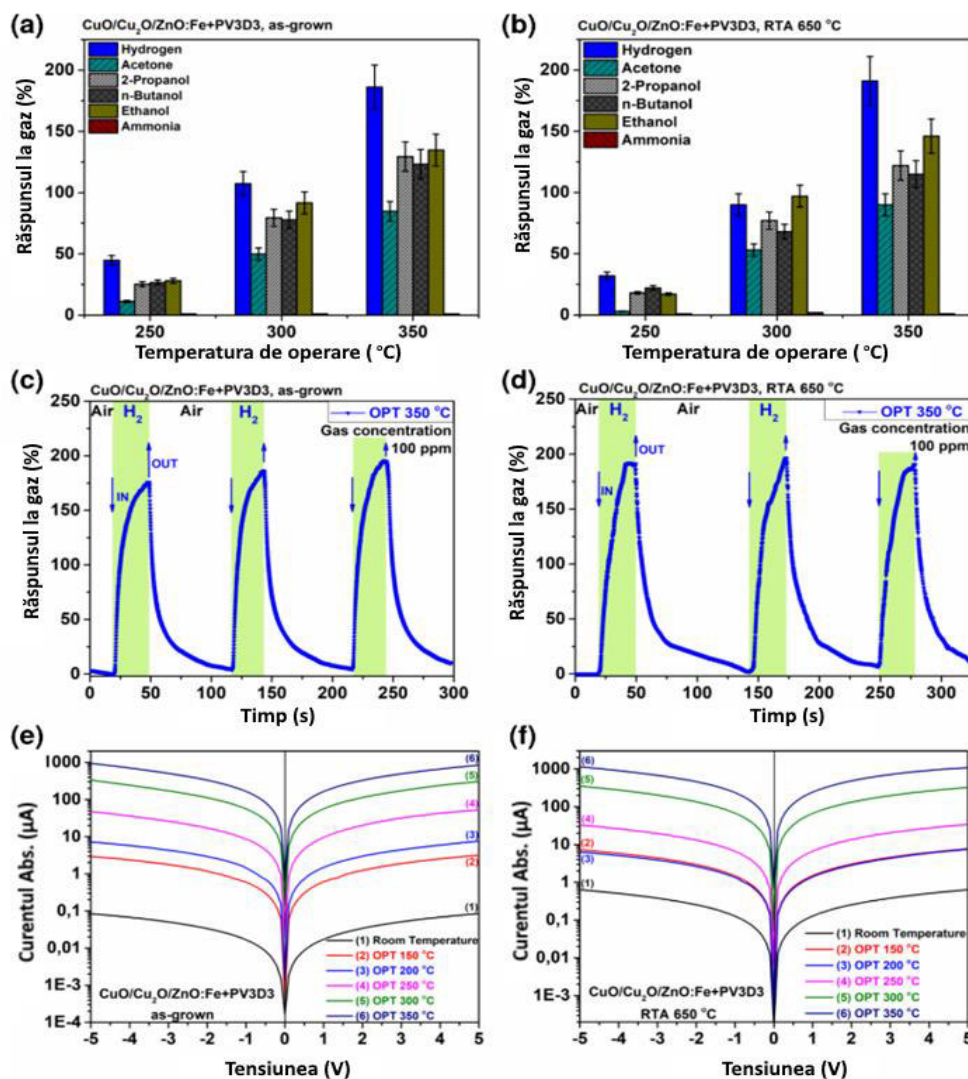 (a) CuO/Cu₂O/ZnO:Fe+PV3D3, as-grown
Hydrogen
Acetone
2-Propanol
n-Butanol
Ethanol
Ammonia
Răspunsul la gaz (%)
200
150
100
50
0
250 300 350
Temperatura de operare ( °C)
(b) CuO/Cu₂O/ZnO:Fe+PV3D3, RTA 650 °C
Hydrogen
Acetone
2-Propanol
n-Butanol
Ethanol
Ammonia
Răspunsul la gaz (%)
200
150
100
50
0
250 300 350
Temperatura de operare ( °C)
(c) CuO/Cu₂O/ZnO:Fe+PV3D3, as-grown
Air H₂ Air H₂ OPT 350 °C
Gas concentration
100 ppm
OUT
IN
Răspunsul la gaz (%)
250
200
150
100
50
0
0 50 100 150 200 250 300
Timp (s)
(d) CuO/Cu₂O/ZnO:Fe+PV3D3, RTA 650 °C
Air H₂ Air H₂ OPT 350 °C
Gas concentration
100 ppm
OUT
IN
Răspunsul la gaz (%)
250
200
150
100
50
0
0 50 100 150 200 250 300
Timp (s)
(e)
Curentul Abs. (µA)
1000
100
10
1
0,1
0,01
1E-3
1E-4
(6)
(5)
(4)
(3)
(2)
(1)
(1) Room Temperature
(2) OPT 150 °C
(3) OPT 200 °C
(4) OPT 250 °C
(5) OPT 300 °C
(6) OPT 350 °C
CuO/Cu₂O/ZnO:Fe+PV3D3
as-grown
-5 -4 -3 -2 -1 0 1 2 3 4 5
Tensiunea (V)
(f)
Curentul Abs. (µA)
1000
100
10
1
0,1
0,01
1E-3
(6)
(5)
(4)
(2)
(3)
(1)
(1) Room Temperature
(2) OPT 150 °C
(3) OPT 200 °C
(4) OPT 250 °C
(5) OPT 300 °C
(6) OPT 350 °C
CuO/Cu₂O/ZnO:Fe+PV3D3
RTA 650 °C
-5 -4 -3 -2 -1 0 1 2 3 4 5
Tensiunea (V)